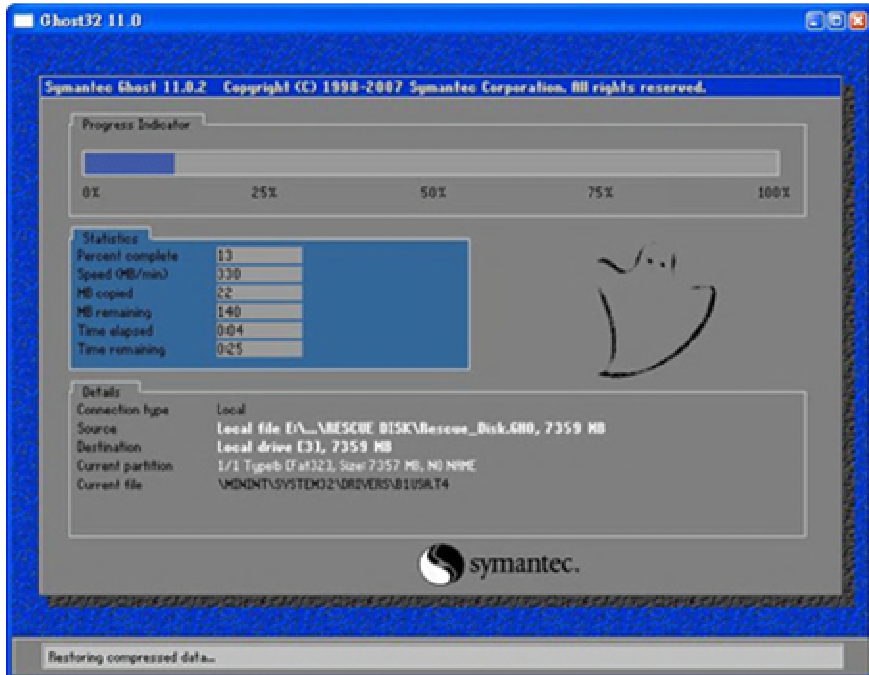 Ghost32 11.0
Symantec Ghost 11.0.2 Copyright (C) 1998-2007 Symantec Corporation. All rights reserved.
Progress Indicator
0% 25% 50% 75% 100%
Statistics
Percent complete 13
Speed (MB/min) 330
MB copied 22
MB remaining 140
Time elapsed 0:04
Time remaining 0:25
Details
Connection type Local
Source Local file E:\...\RESCUE DISK\Rescue_Disk.GHO, 7359 MB
Destination Local drive [3], 7359 MB
Current partition 1/1 Type:b [Fat32], Size: 7357 MB, NO NAME
Current file \MININT\SYSTEM32\DRIVERS\
symantec.
Restoring compressed data...